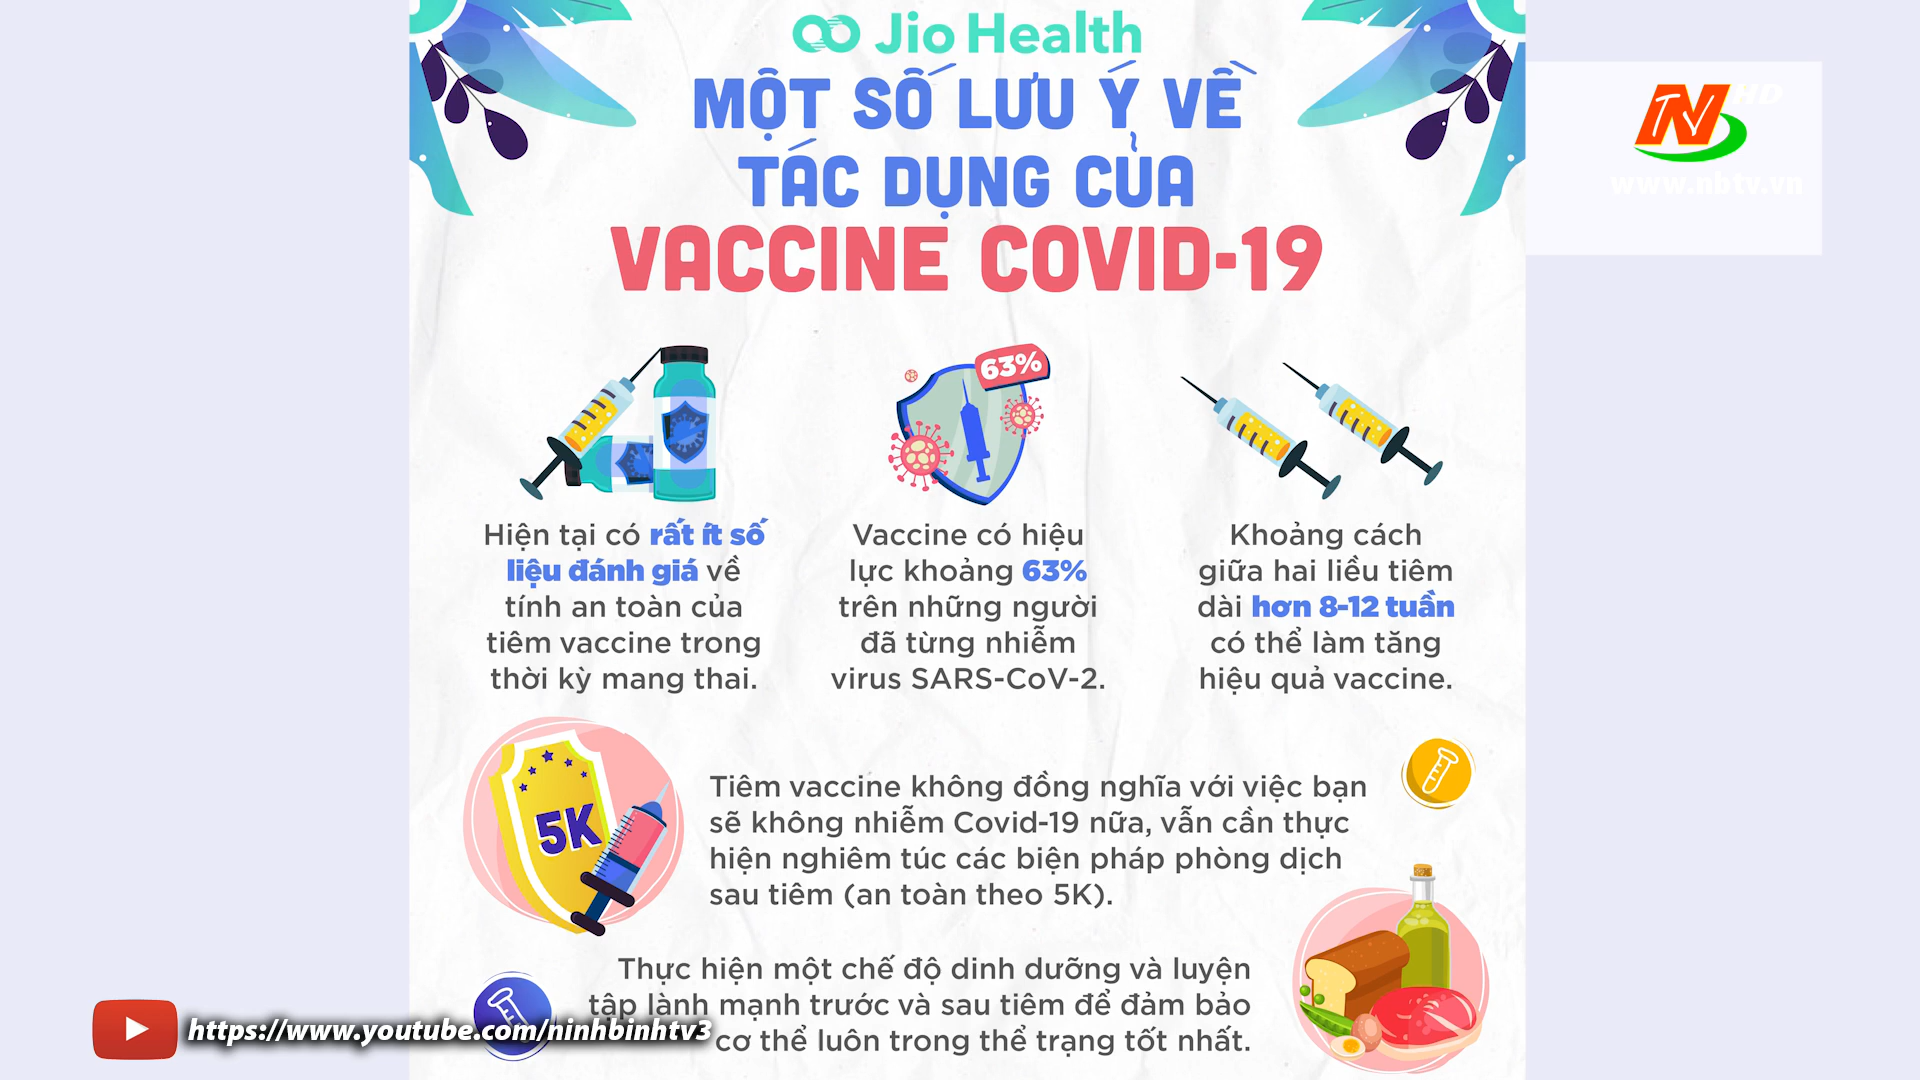 Jio Health
MỘT SỐ LƯU Ý VỀ
TÁC DỤNG CỦA
VACCINE COVID-19
HD
www.nbtv.vn
63%
Hiện tại có rất ít số
liệu đánh giá về
tính an toàn của
tiêm vaccine trong
thời kỳ mang thai.
Vaccine có hiệu
lực khoảng 63%
trên những người
đã từng nhiễm
virus SARS-CoV-2.
Khoảng cách
giữa hai liều tiêm
dài hơn 8-12 tuần
có thể làm tăng
hiệu quả vaccine.
5K
Tiêm vaccine không đồng nghĩa với việc bạn
sẽ không nhiễm Covid-19 nữa, vẫn cần thực
hiện nghiêm túc các biện pháp phòng dịch
sau tiêm (an toàn theo 5K).
Thực hiện một chế độ dinh dưỡng và luyện
tập lành mạnh trước và sau tiêm để đảm bảo
cơ thể luôn trong thể trạng tốt nhất.
https://www.youtube.com/ninhbinhtv3